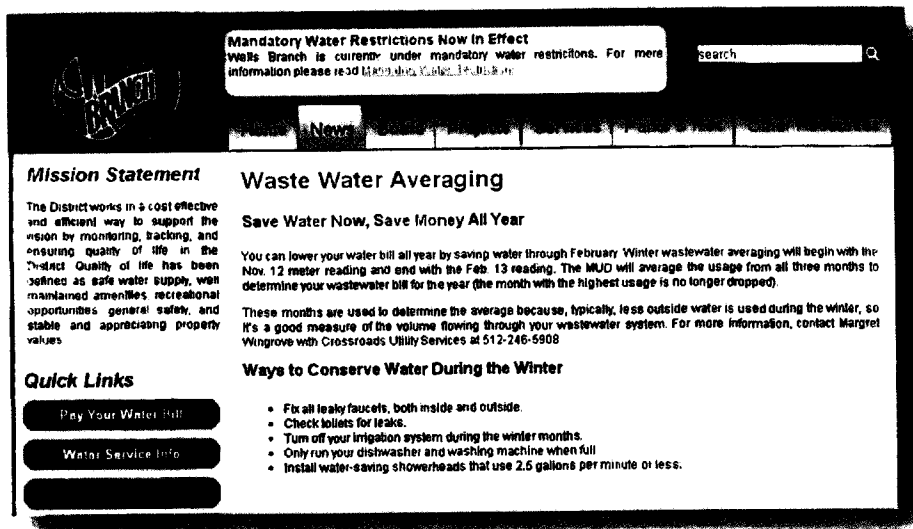 Mandatory Water Restrictions Now In Effect
Wells Branch is currently under mandatory water restricitons. For more
information please read
search
BRANCH
News
Mission Statement
The District works in a cost effective
and efficient way to support the
vision by monitoring, tracking, and
ensuring quality of life in the
District Quality of life has been
defined as safe water supply, well
maintained amenities, recreational
opportunities general safety, and
stable and appreciating property
values
Quick Links
Pay Your Water Bill
Water Service Info
Waste Water Averaging
Save Water Now, Save Money All Year
You can lower your water bill all year by saving water through February. Winter wastewater averaging will begin with the
Nov. 12 meter reading and end with the Feb. 13 reading. The MUD will average the usage from all three months to
determine your wastewater bill for the year (the month with the highest usage is no longer dropped).
These months are used to determine the average because, typically, less outside water is used during the winter, so
it's a good measure of the volume flowing through your wastewater system. For more information, contact Margret
Wingrove with Crossroads Utility Services at 512-246-5908
Ways to Conserve Water During the Winter
• Fix all leaky faucets, both inside and outside.
• Check toilets for leaks.
• Turn off your irrigation system during the winter months.
• Only run your dishwasher and washing machine when full
• Install water-saving showerheads that use 2.5 gallons per minute or less.